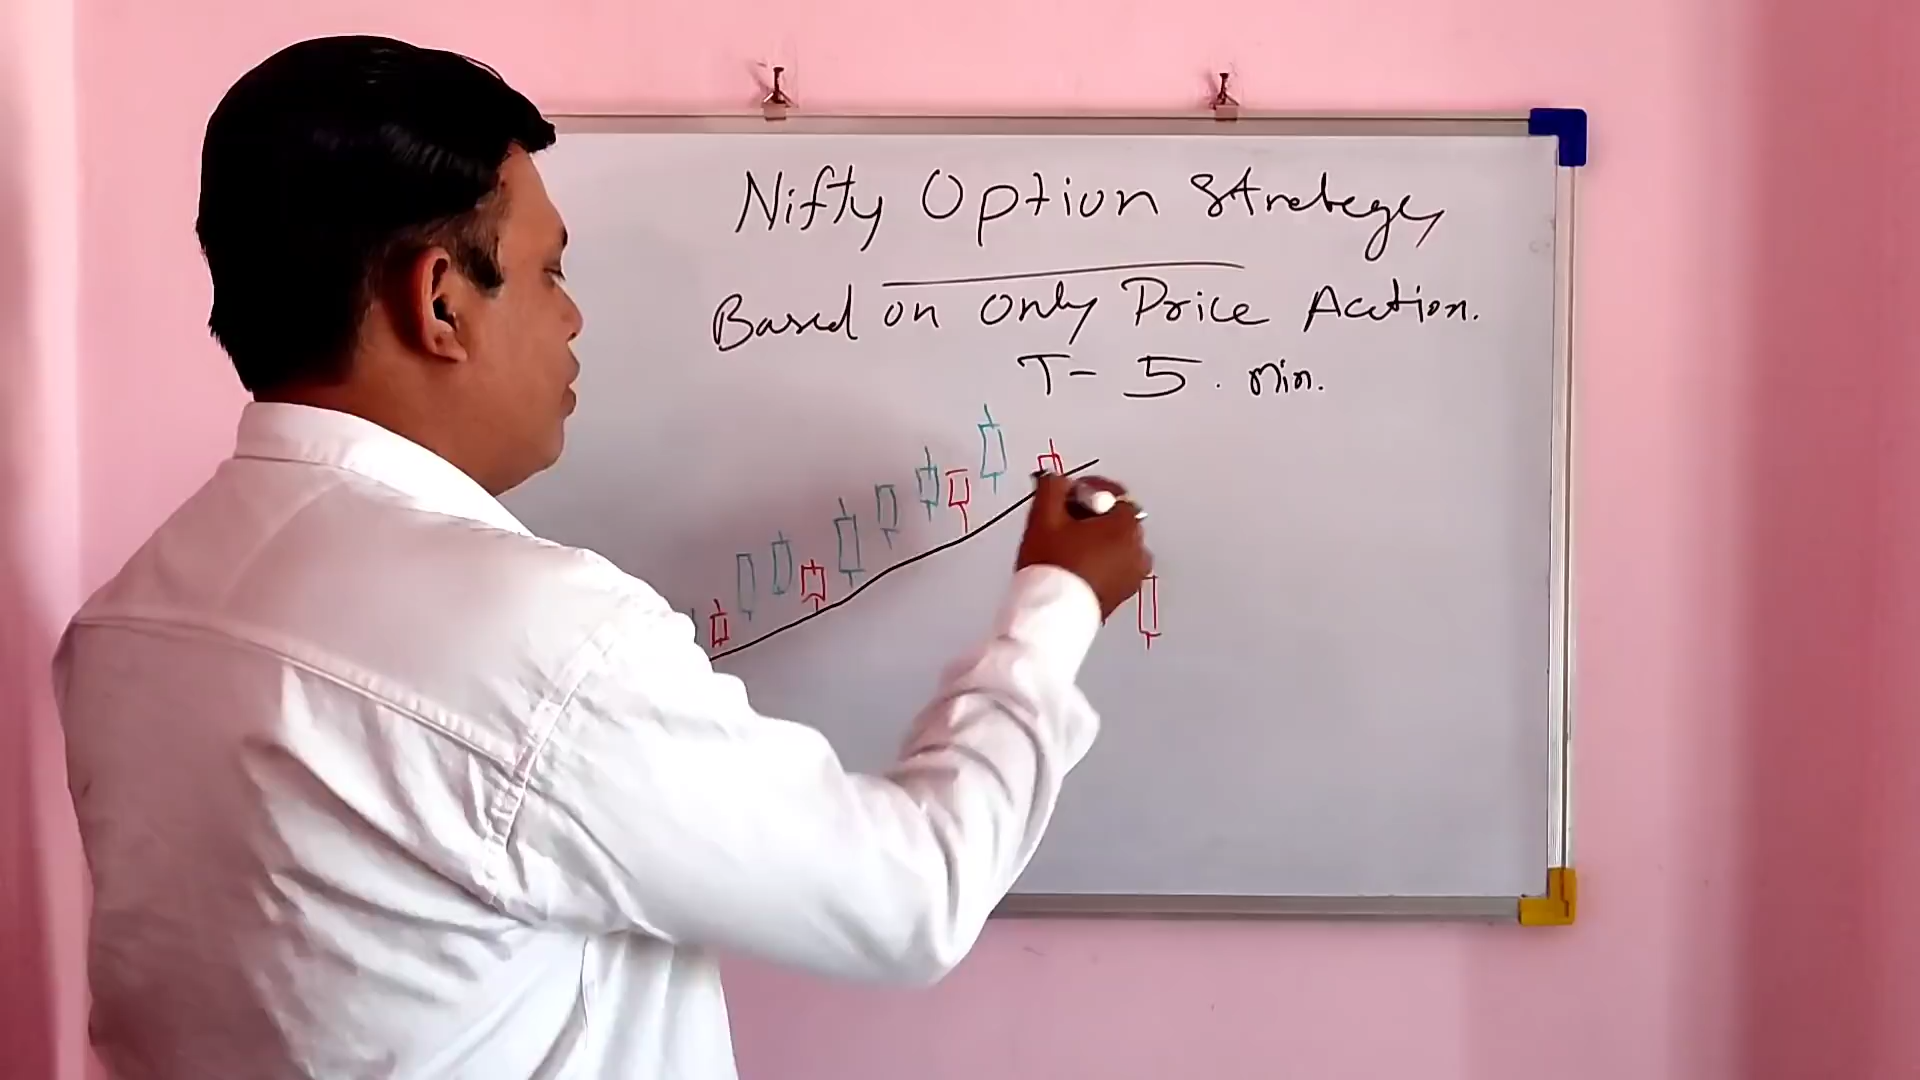 Nifty Option Strategy
Based on Only Price Action.
T- 5. min.